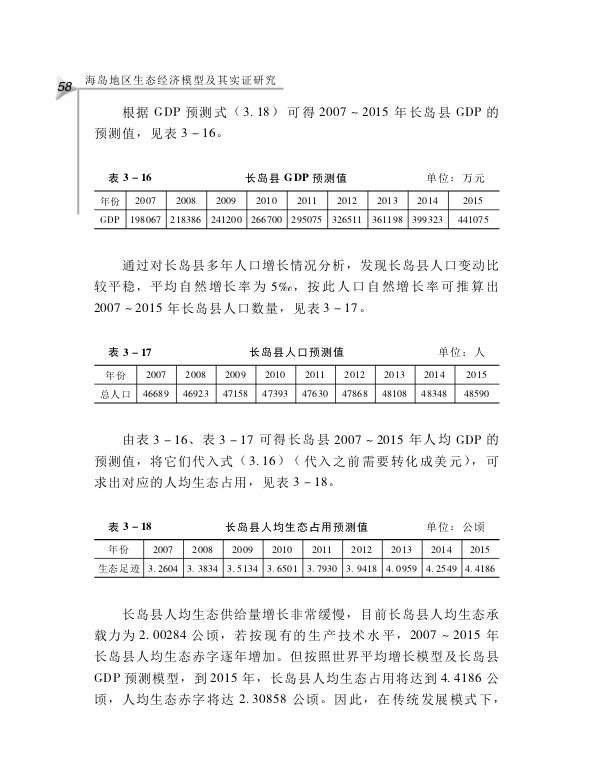 58
海岛地区生态经济模型及其实证研究
根据 GDP 预测式（3.18）可得 2007～2015 年长岛县 GDP 的
预测值，见表 3－16。
表 3－16 长岛县 GDP 预测值 单位：万元
年份 2007 2008 2009 2010 2011 2012 2013 2014 2015
GDP 198067 218386 241200 266700 295075 326511 361198 399323 441075
通过对长岛县多年人口增长情况分析，发现长岛县人口变动比
较平稳，平均自然增长率为 5‰，按此人口自然增长率可推算出
2007～2015 年长岛县人口数量，见表 3－17。
表 3－17 长岛县人口预测值 单位：人
年份 2007 2008 2009 2010 2011 2012 2013 2014 2015
总人口 46689 46923 47158 47393 47630 47868 48108 48348 48590
由表 3－16、表 3－17 可得长岛县 2007～2015 年人均 GDP 的
预测值，将它们代入式（3.16）（代入之前需要转化成美元），可
求出对应的人均生态占用，见表 3－18。
表 3－18 长岛县人均生态占用预测值 单位：公顷
年份 2007 2008 2009 2010 2011 2012 2013 2014 2015
生态足迹 3.2604 3.3834 3.5134 3.6501 3.7930 3.9418 4.0959 4.2549 4.4186
长岛县人均生态供给量增长非常缓慢，目前长岛县人均生态承
载力为 2.00284 公顷，若按现有的生产技术水平，2007～2015 年
长岛县人均生态赤字逐年增加。但按照世界平均增长模型及长岛县
GDP 预测模型，到 2015 年，长岛县人均生态占用将达到 4.4186 公
顷，人均生态赤字将达 2.30858 公顷。因此，在传统发展模式下，